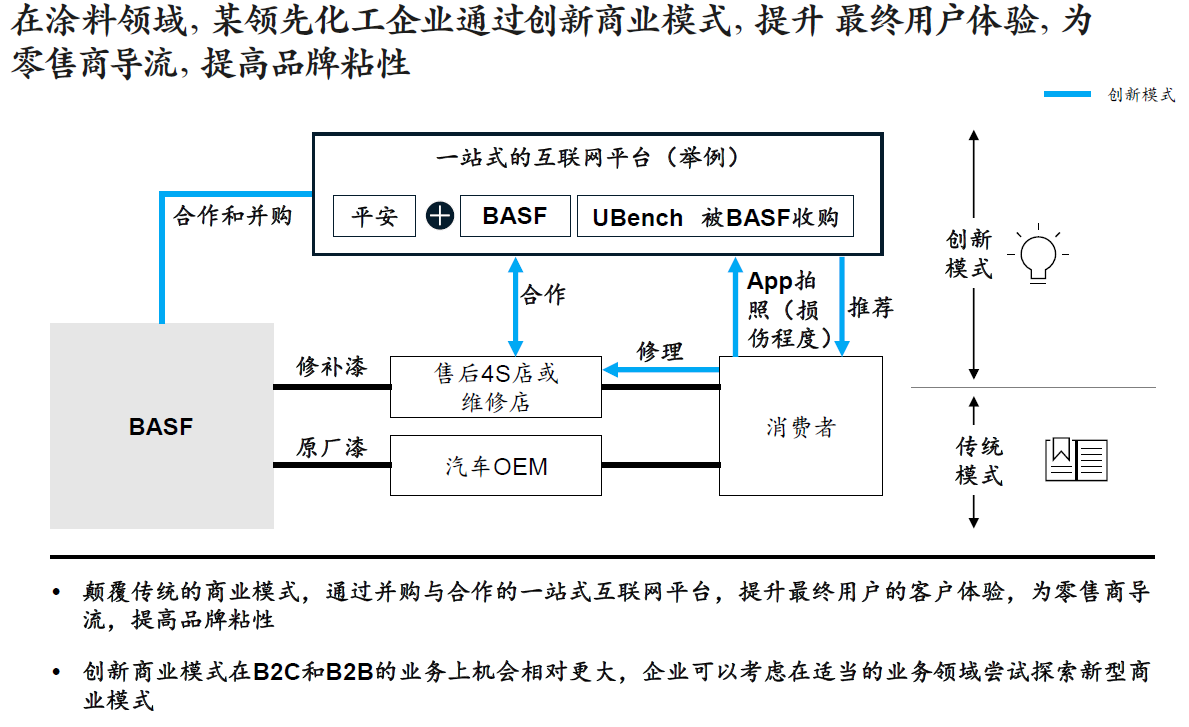 在涂料领域，某领先化工企业通过创新商业模式，提升 最终用户体验，为
零售商导流，提高品牌粘性
创新模式
一站式的互联网平台（举例）
合作和并购
平安
BASF
UBench 被BASF收购
创新
模式
合作
App拍
照（损
伤程度）
推荐
修补漆
售后4S店或
维修店
修理
BASF
消费者
原厂漆
汽车OEM
传统
模式
• 颠覆传统的商业模式，通过并购与合作的一站式互联网平台，提升最终用户的客户体验，为零售商导
流，提高品牌粘性
• 创新商业模式在B2C和B2B的业务上机会相对更大，企业可以考虑在适当的业务领域尝试探索新型商
业模式